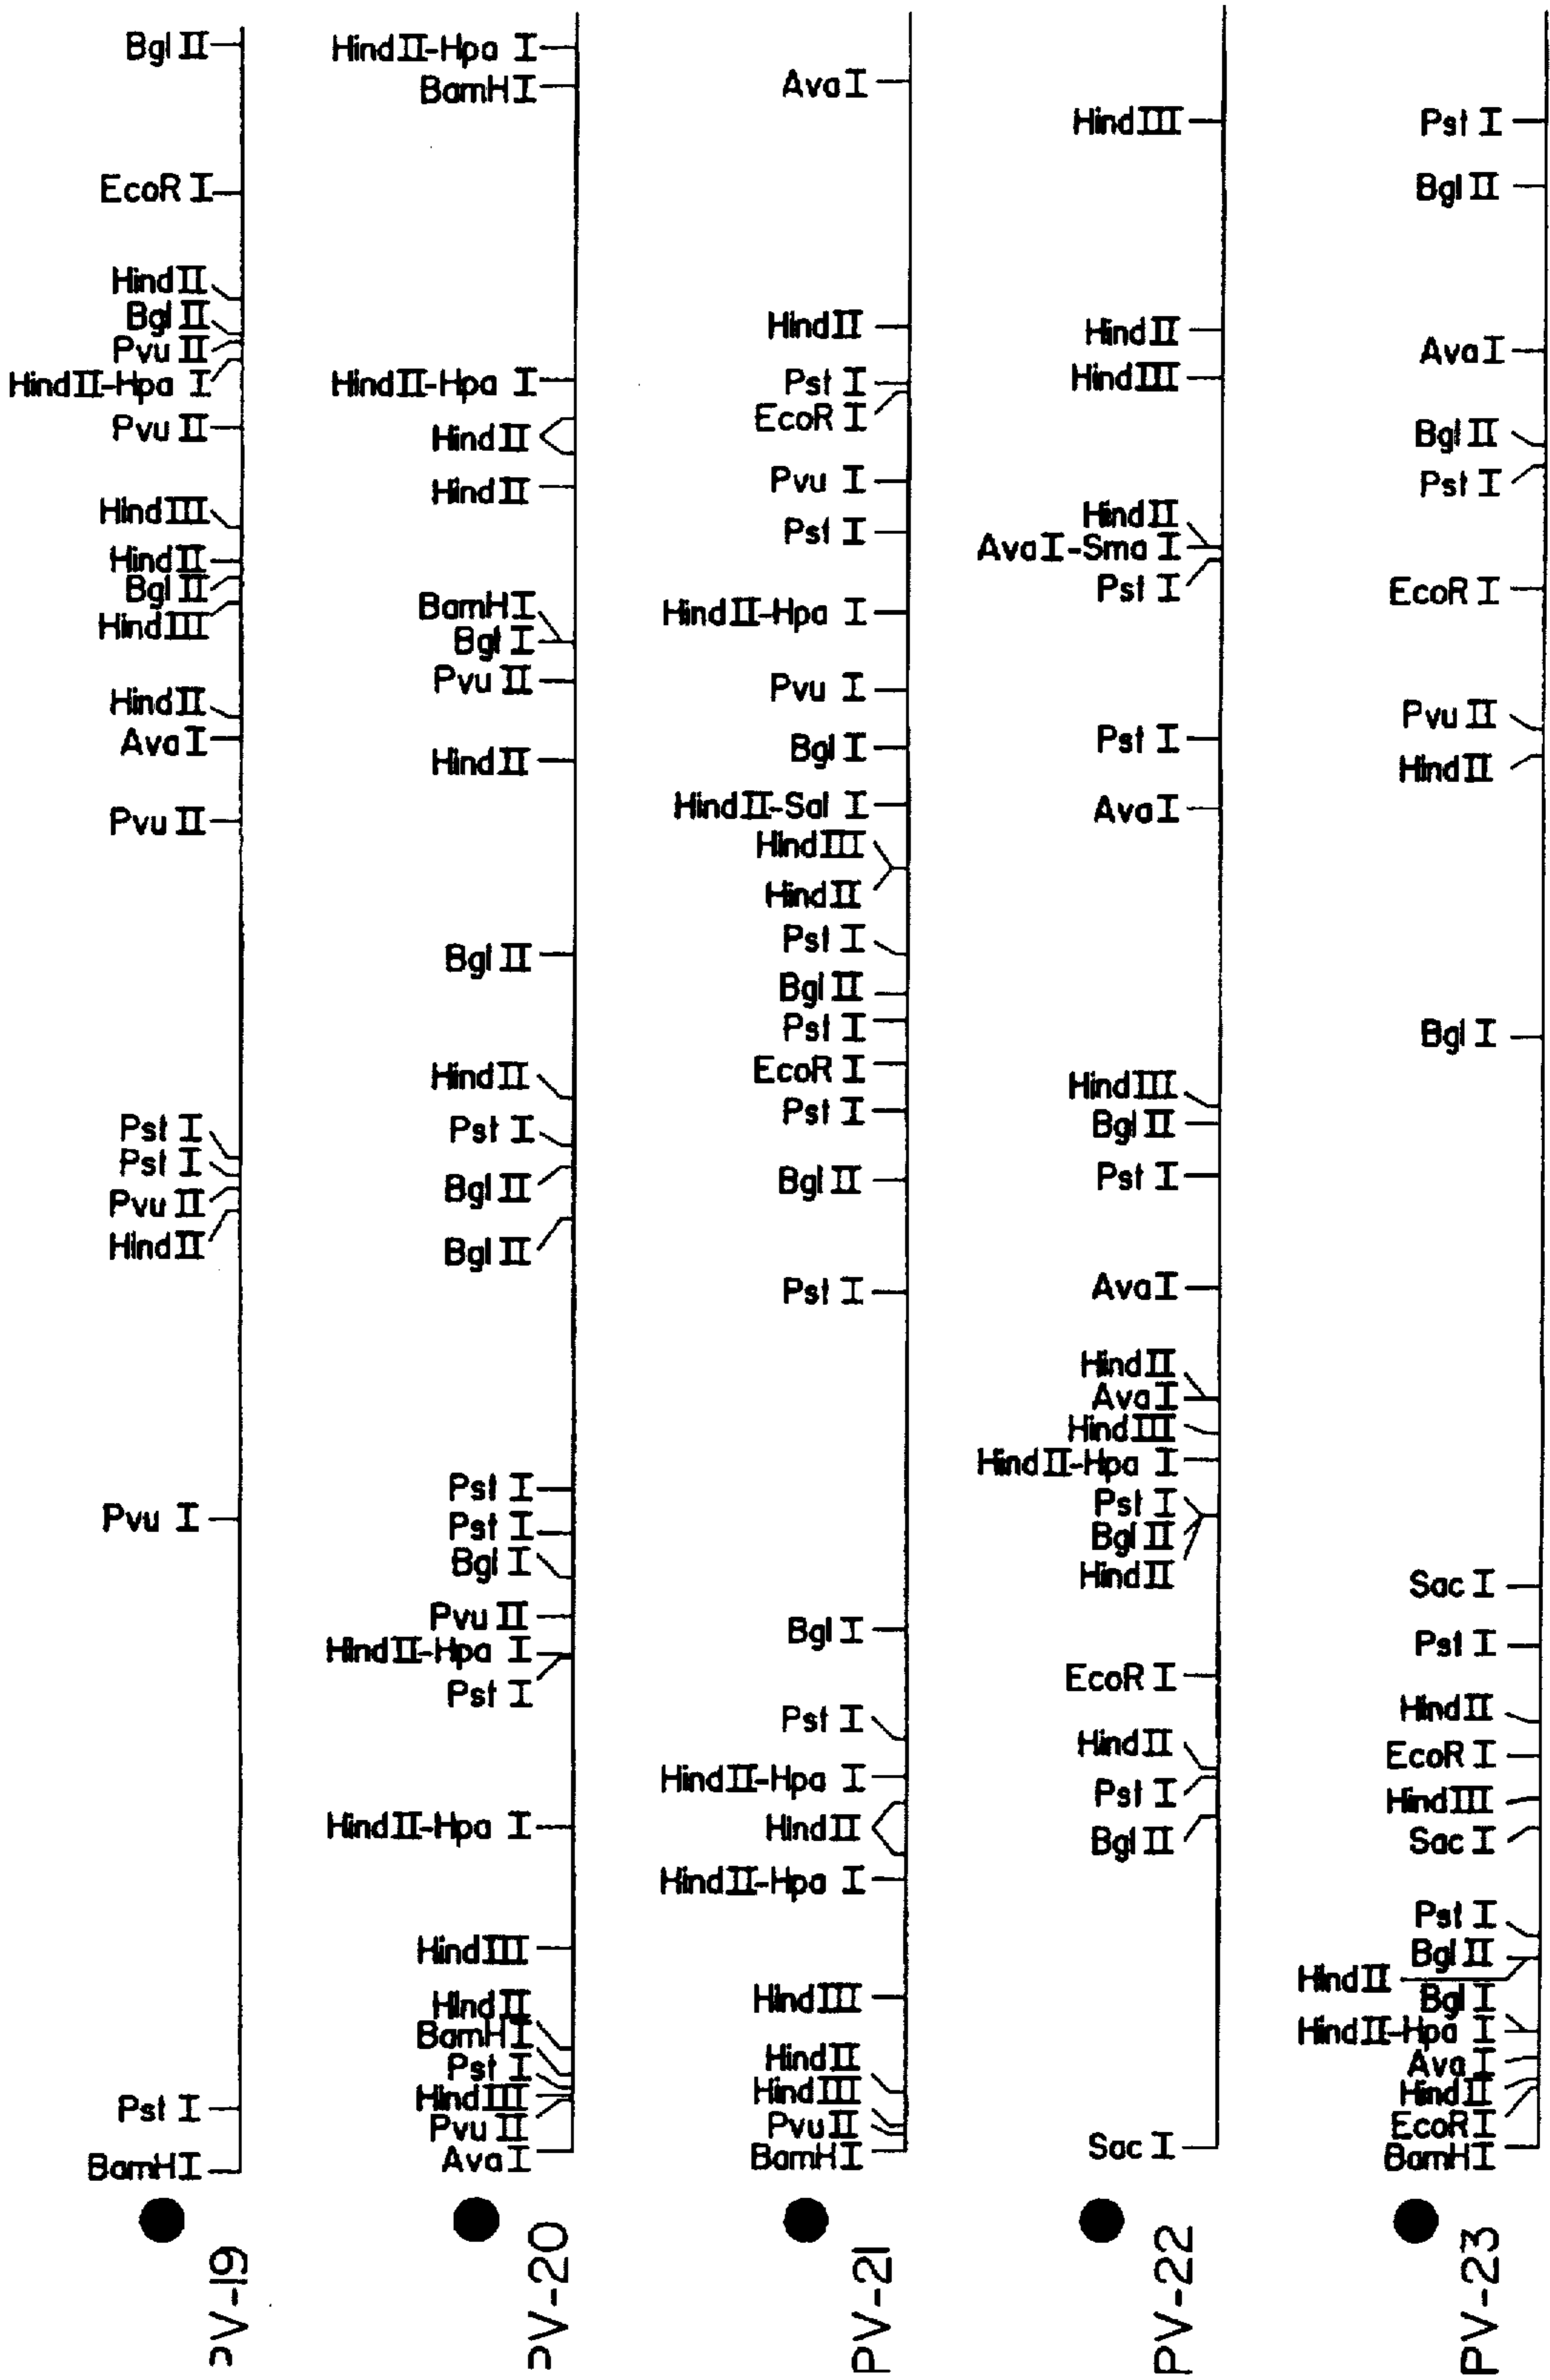 Bgl II
EcoR I
Hind II
Bgl II
Pvu II
Hind II-Hpa I
Pvu II
Hind III
Hind II
Bgl II
Hind III
Hind II
Ava I
Pvu II
Pst I
Pst I
Pvu II
Hind II
Pvu I
Pst I
BamH I
PV-19
Hind II-Hpa I
BamH I
Hind II-Hpa I
Hind II
Hind II
BamH I
Bgl I
Pvu II
Hind II
Bgl II
Hind II
Pst I
Bgl II
Bgl II
Pst I
Pst I
Bgl I
Pvu II
Hind II-Hpa I
Pst I
Hind II-Hpa I
Hind III
Hind II
BamH I
Pst I
Hind III
Pvu II
Ava I
PV-20
Ava I
Hind II
Pst I
EcoR I
Pvu I
Pst I
Hind II-Hpa I
Pvu I
Bgl I
Hind II-Sal I
Hind III
Hind II
Pst I
Bgl II
Pst I
EcoR I
Pst I
Bgl II
Pst I
Bgl I
Pst I
Hind II-Hpa I
Hind II
Hind II-Hpa I
Hind III
Hind II
Hind III
Pvu II
BamH I
PV-21
Hind III
Hind II
Hind III
Hind II
Ava I-Sma I
Pst I
Pst I
Ava I
Hind III
Bgl II
Pst I
Ava I
Hind II
Ava I
Hind III
Hind II-Hpa I
Pst I
Bgl II
Hind II
EcoR I
Hind II
Pst I
Bgl II
Sac I
PV-22
Pst I
Bgl II
Ava I
Bgl II
Pst I
EcoR I
Pvu II
Hind II
Bgl I
Sac I
Pst I
Hind II
EcoR I
Hind III
Sac I
Pst I
Bgl II
Hind II
Bgl I
Hind II-Hpa I
Ava I
Hind II
EcoR I
BamH I
PV-23